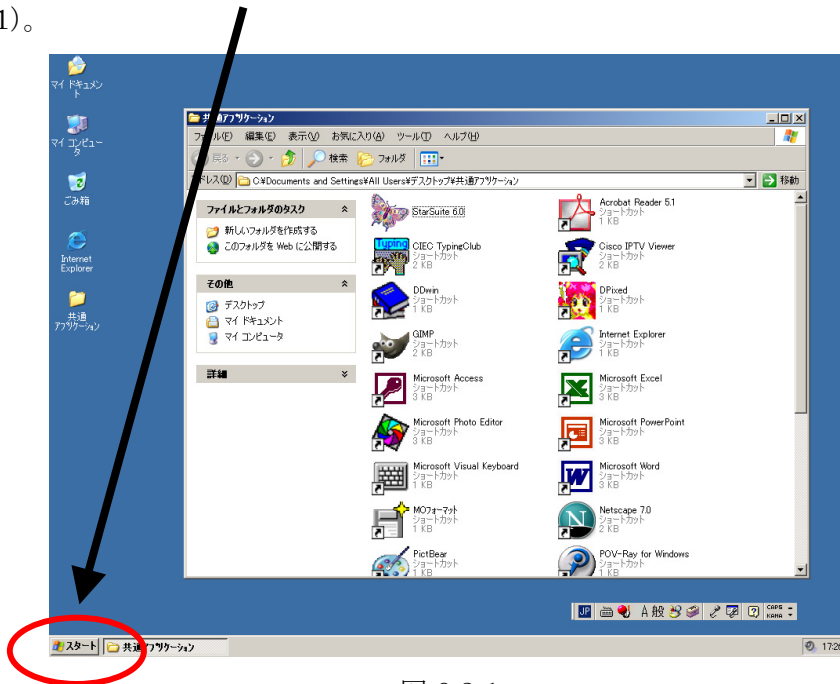 1)。
マイ ドキュメン
ト
マイ コンピュー
タ
ごみ箱
Internet
Explorer
共通
アプリケーション
共通アプリケーション
ファイル(F) 編集(E) 表示(V) お気に入り(A) ツール(T) ヘルプ(H)
戻る 検索 フォルダ
アドレス(D) C:¥Documents and Settings¥All Users¥デスクトップ¥共通アプリケーション 移動
ファイルとフォルダのタスク
新しいフォルダを作成する
このフォルダを Web に公開する
その他
デスクトップ
マイ ドキュメント
マイ コンピュータ
詳細
StarSuite 6.0
Acrobat Reader 5.1
ショートカット
1 KB
Typing
CIEC TypingClub
ショートカット
2 KB
Cisco IPTV Viewer
ショートカット
2 KB
DDwin
ショートカット
1 KB
DPixed
ショートカット
1 KB
GIMP
ショートカット
2 KB
Internet Explorer
ショートカット
1 KB
Microsoft Access
ショートカット
3 KB
Microsoft Excel
ショートカット
3 KB
Microsoft Photo Editor
ショートカット
3 KB
Microsoft PowerPoint
ショートカット
3 KB
Microsoft Visual Keyboard
ショートカット
1 KB
Microsoft Word
ショートカット
3 KB
MOフォーマット
ショートカット
1 KB
Netscape 7.0
ショートカット
1 KB
PictBear
ショートカット
1 KB
POV-Ray for Windows
ショートカット
1 KB
JP A 般 CAPS
KANA
スタート 共通アプリケーション 17:26